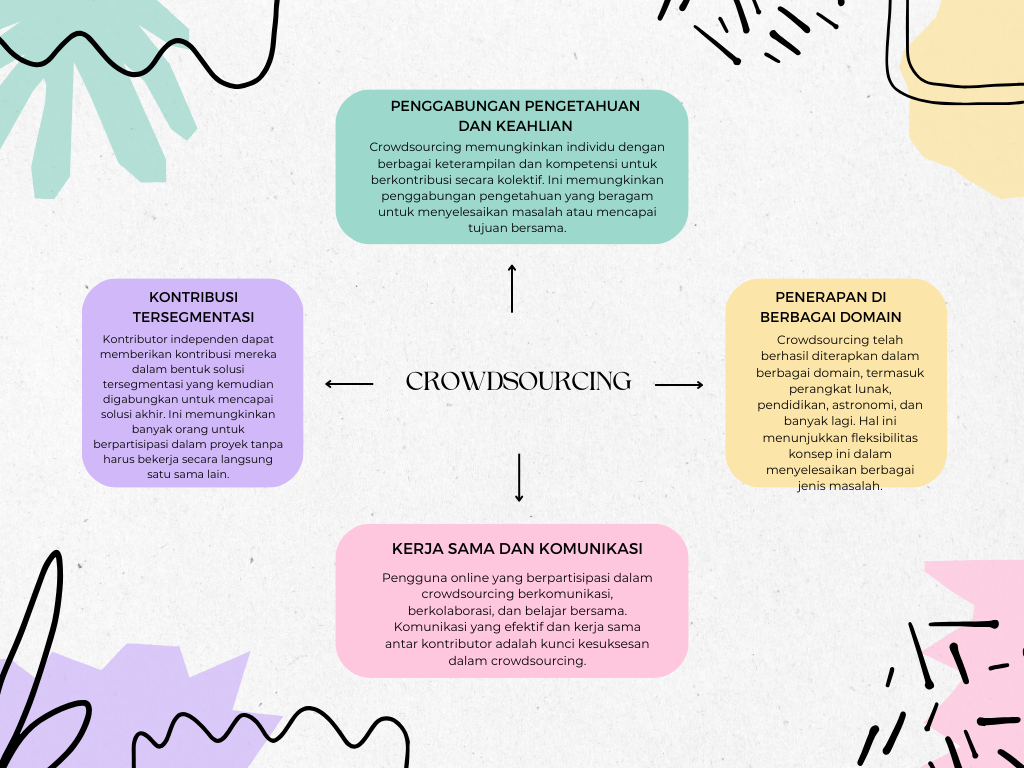 PENGGABUNGAN PENGETAHUAN
DAN KEAHLIAN
Crowdsourcing memungkinkan individu dengan
berbagai keterampilan dan kompetensi untuk
berkontribusi secara kolektif. Ini memungkinkan
penggabungan pengetahuan yang beragam
untuk menyelesaikan masalah atau mencapai
tujuan bersama.
KONTRIBUSI
TERSEGMENTASI
Kontributor independen dapat
memberikan kontribusi mereka
dalam bentuk solusi
tersegmentasi yang kemudian
digabungkan untuk mencapai
solusi akhir. Ini memungkinkan
banyak orang untuk
berpartisipasi dalam proyek tanpa
harus bekerja secara langsung
satu sama lain.
CROWDSOURCING
PENERAPAN DI
BERBAGAI DOMAIN
Crowdsourcing telah
berhasil diterapkan dalam
berbagai domain, termasuk
perangkat lunak,
pendidikan, astronomi, dan
banyak lagi. Hal ini
menunjukkan fleksibilitas
konsep ini dalam
menyelesaikan berbagai
jenis masalah.
KERJA SAMA DAN KOMUNIKASI
Pengguna online yang berpartisipasi dalam
crowdsourcing berkomunikasi,
berkolaborasi, dan belajar bersama.
Komunikasi yang efektif dan kerja sama
antar kontributor adalah kunci kesuksesan
dalam crowdsourcing.